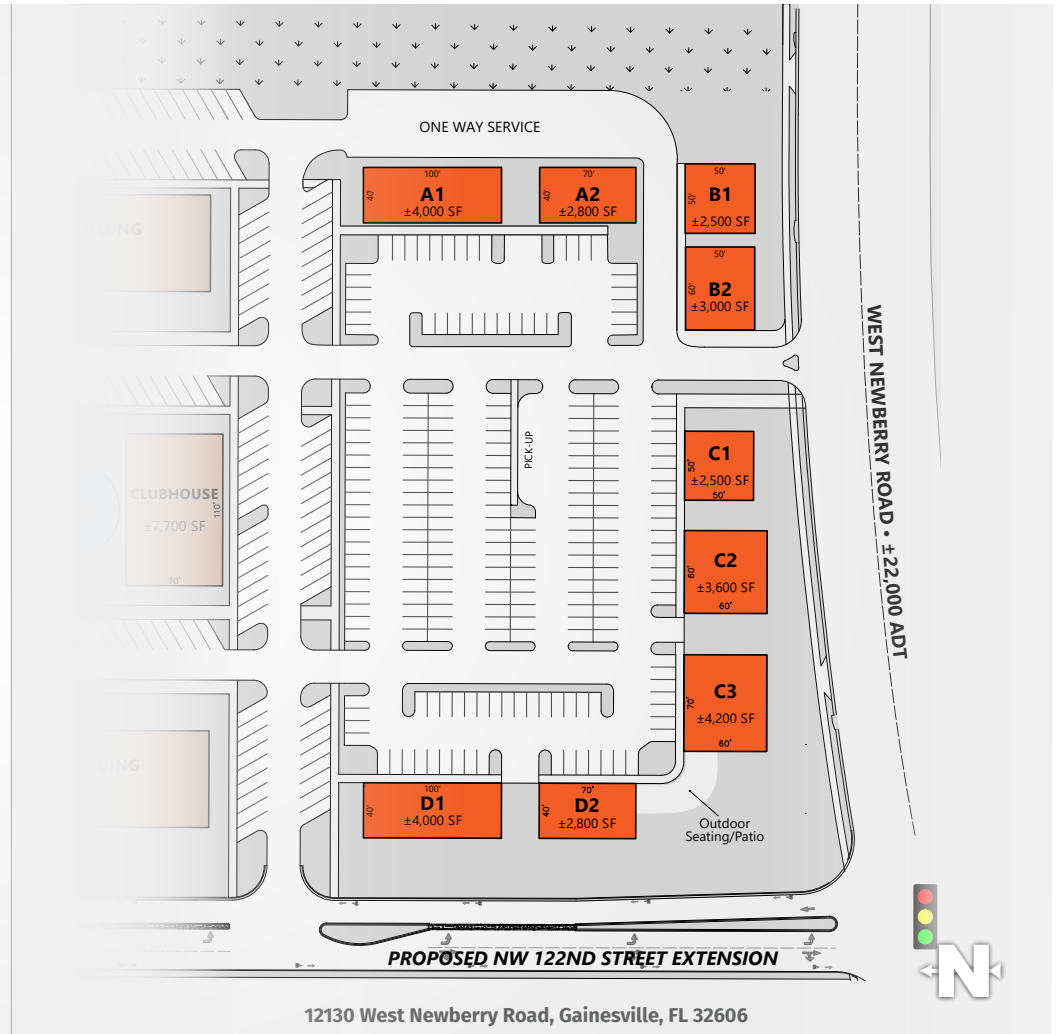 ONE WAY SERVICE
100'
40'
A1
±4,000 SF
70'
40'
A2
±2,800 SF
50'
50'
B1
±2,500 SF
50'
60'
B2
±3,000 SF
PICK-UP
C1
50'
±2,500 SF
50'
C2
60'
±3,600 SF
60'
C3
70'
±4,200 SF
60'
CLUBHOUSE
±7,700 SF
110'
70'
100'
40'
D1
±4,000 SF
70'
40'
D2
±2,800 SF
Outdoor
Seating/Patio
WEST NEWBERRY ROAD • ±22,000 ADT
PROPOSED NW 122ND STREET EXTENSION
N
12130 West Newberry Road, Gainesville, FL 32606